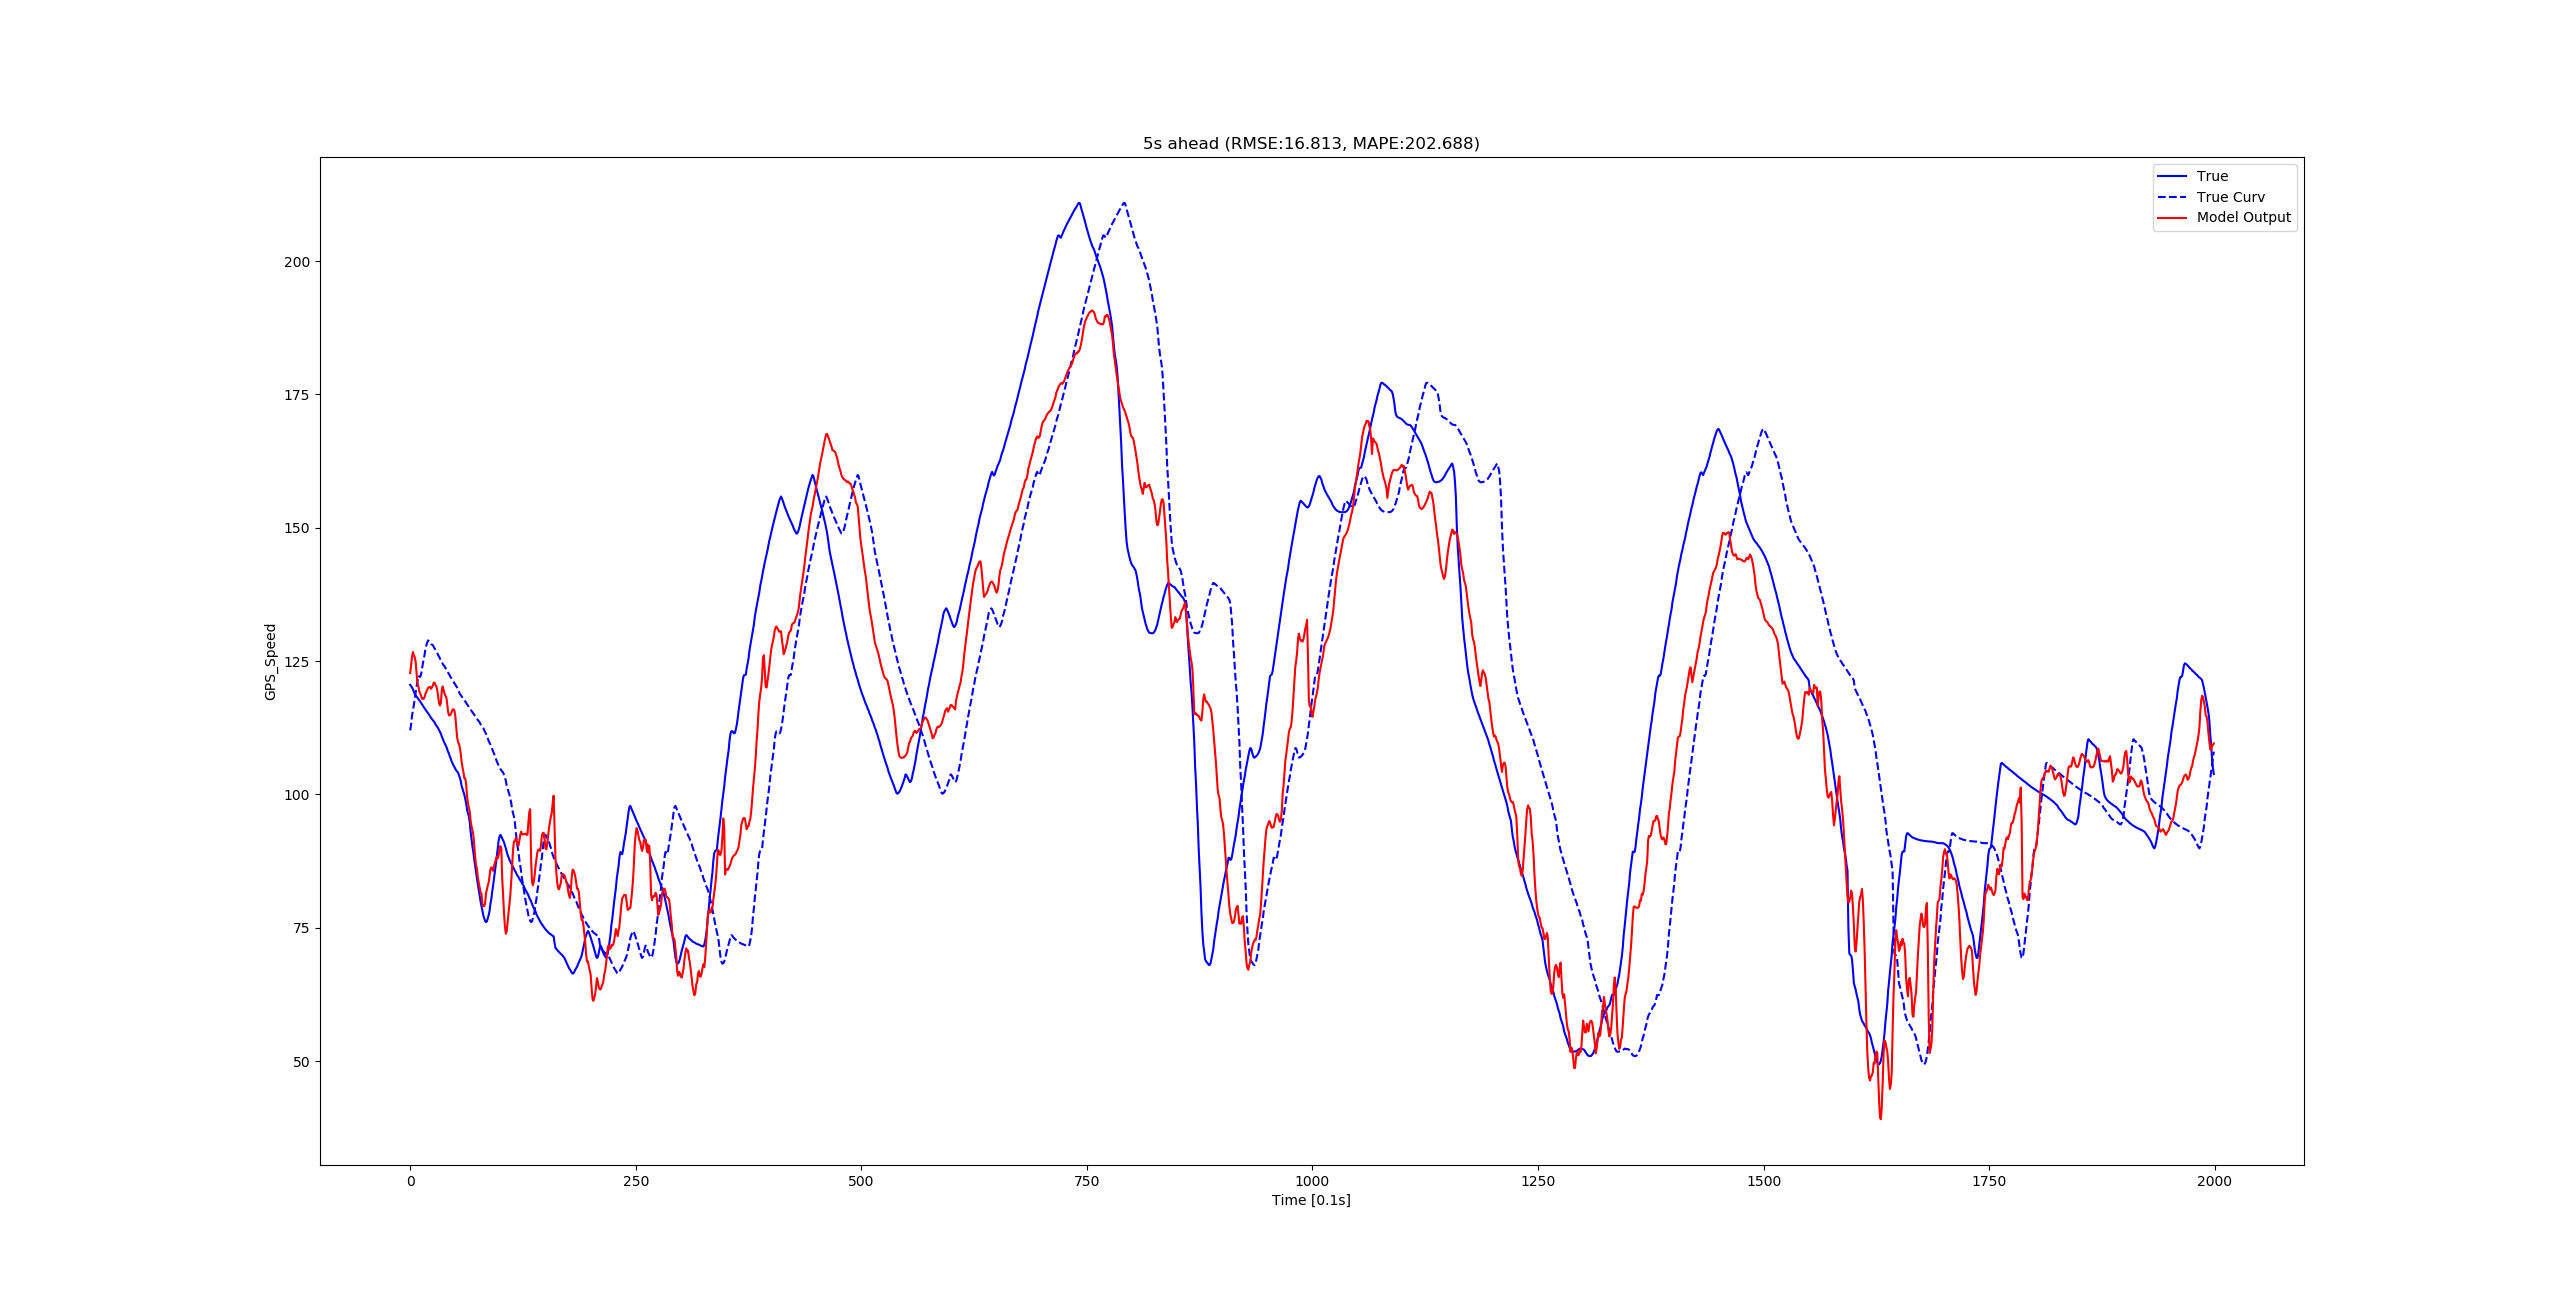 5s ahead (RMSE:16.813, MAPE:202.688)
True
True Curv
Model Output
200
175
150
125
100
75
50
GPS_Speed
0 250 500 750 1000 1250 1500 1750 2000
Time [0.1s]